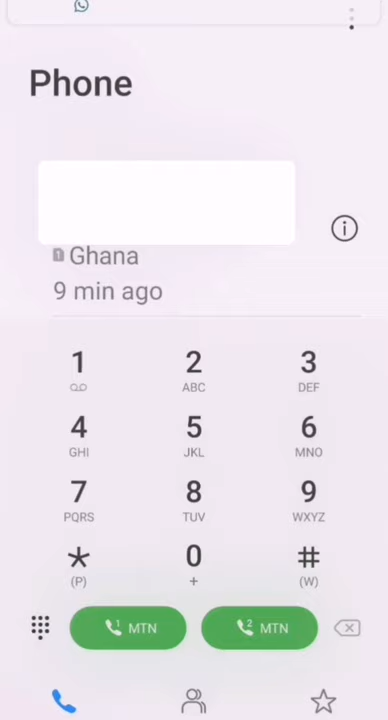 Phone
1 Ghana
9 min ago
1 2 3
ABC DEF
4 5 6
GHI JKL MNO
7 8 9
PQRS TUV WXYZ
* 0 #
(P) + (W)
1 MTN 2 MTN